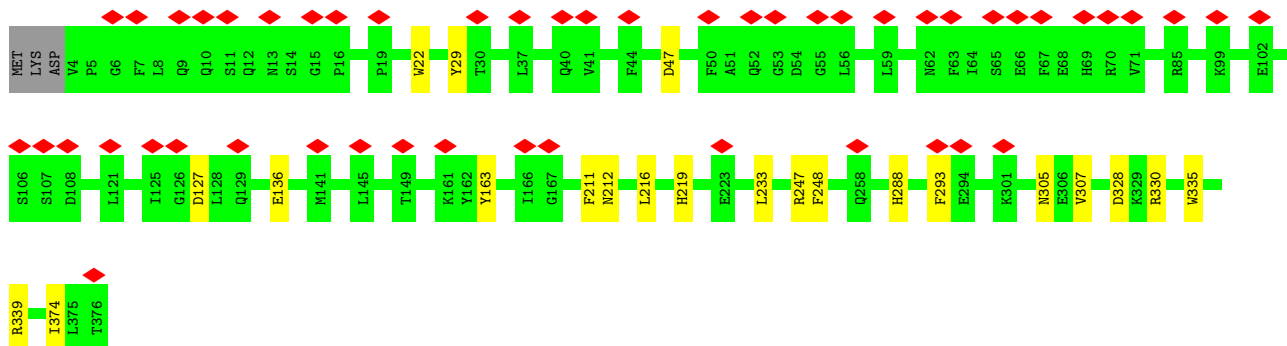 MET LYS ASP V4 P5 G6 F7 L8 Q9 Q10 S11 Q12 N13 S14 G15 P16 P19 W22 Y29 T30 L37 Q40 V41 F44 D47 F50 A51 Q52 G53 D54 G55 L56 L59 N62 F63 I64 S65 E66 F67 E68 H69 R70 V71 R85 K99 E102
S106 S107 D108 L121 I125 G126 D127 L128 Q129 E136 M141 L145 T149 K161 Y162 Y163 I166 G167 F211 N212 L216 H219 E223 L233 R247 F248 Q258 H288 F293 E294 K301 N305 E306 V307 D328 K329 R330 W335
R339 I374 L375 T376